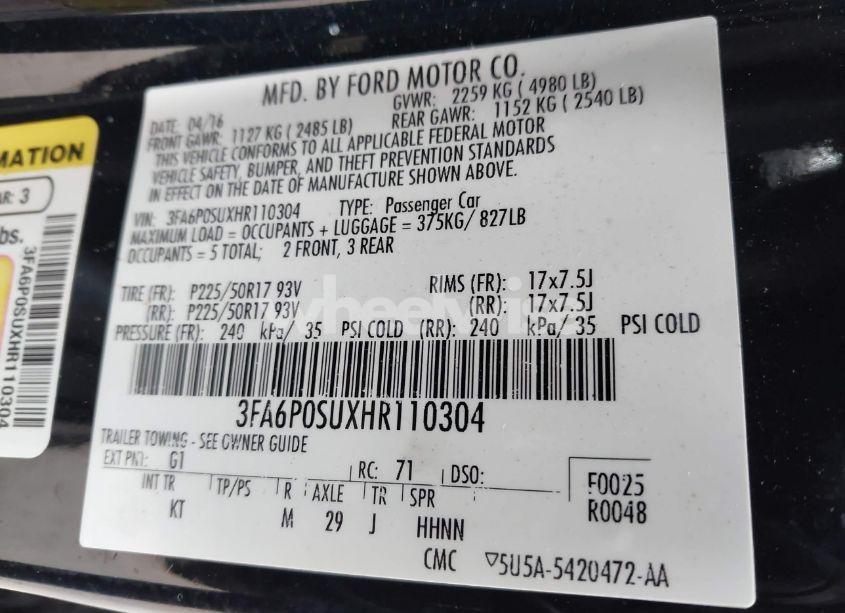 MFD. BY FORD MOTOR CO.
DATE: 04/16 GVWR: 2259 KG ( 4980 LB)
FRONT GAWR: 1127 KG ( 2485 LB) REAR GAWR: 1152 KG ( 2540 LB)
THIS VEHICLE CONFORMS TO ALL APPLICABLE FEDERAL MOTOR
VEHICLE SAFETY, BUMPER, AND THEFT PREVENTION STANDARDS
IN EFFECT ON THE DATE OF MANUFACTURE SHOWN ABOVE.
VIN: 3FA6P0SUXHR110304 TYPE: Passenger Car
MAXIMUM LOAD = OCCUPANTS + LUGGAGE = 375KG/ 827LB
OCCUPANTS = 5 TOTAL; 2 FRONT, 3 REAR
TIRE (FR): P225/50R17 93V RIMS (FR): 17x7.5J
(RR): P225/50R17 93V (RR): 17x7.5J
PRESSURE (FR): 240 kPa/ 35 PSI COLD (RR): 240 kPa/ 35 PSI COLD
3FA6P0SUXHR110304
TRAILER TOWING - SEE OWNER GUIDE
EXT PNT: G1 RC: 71 DSO:
INT TR TP/PS R AXLE TR SPR
KT M 29 J HHNN
F0025
R0048
CMC ▽5U5A-5420472-AA
MATION
AR: 3
bs.
3FA6P0SUXHR110304